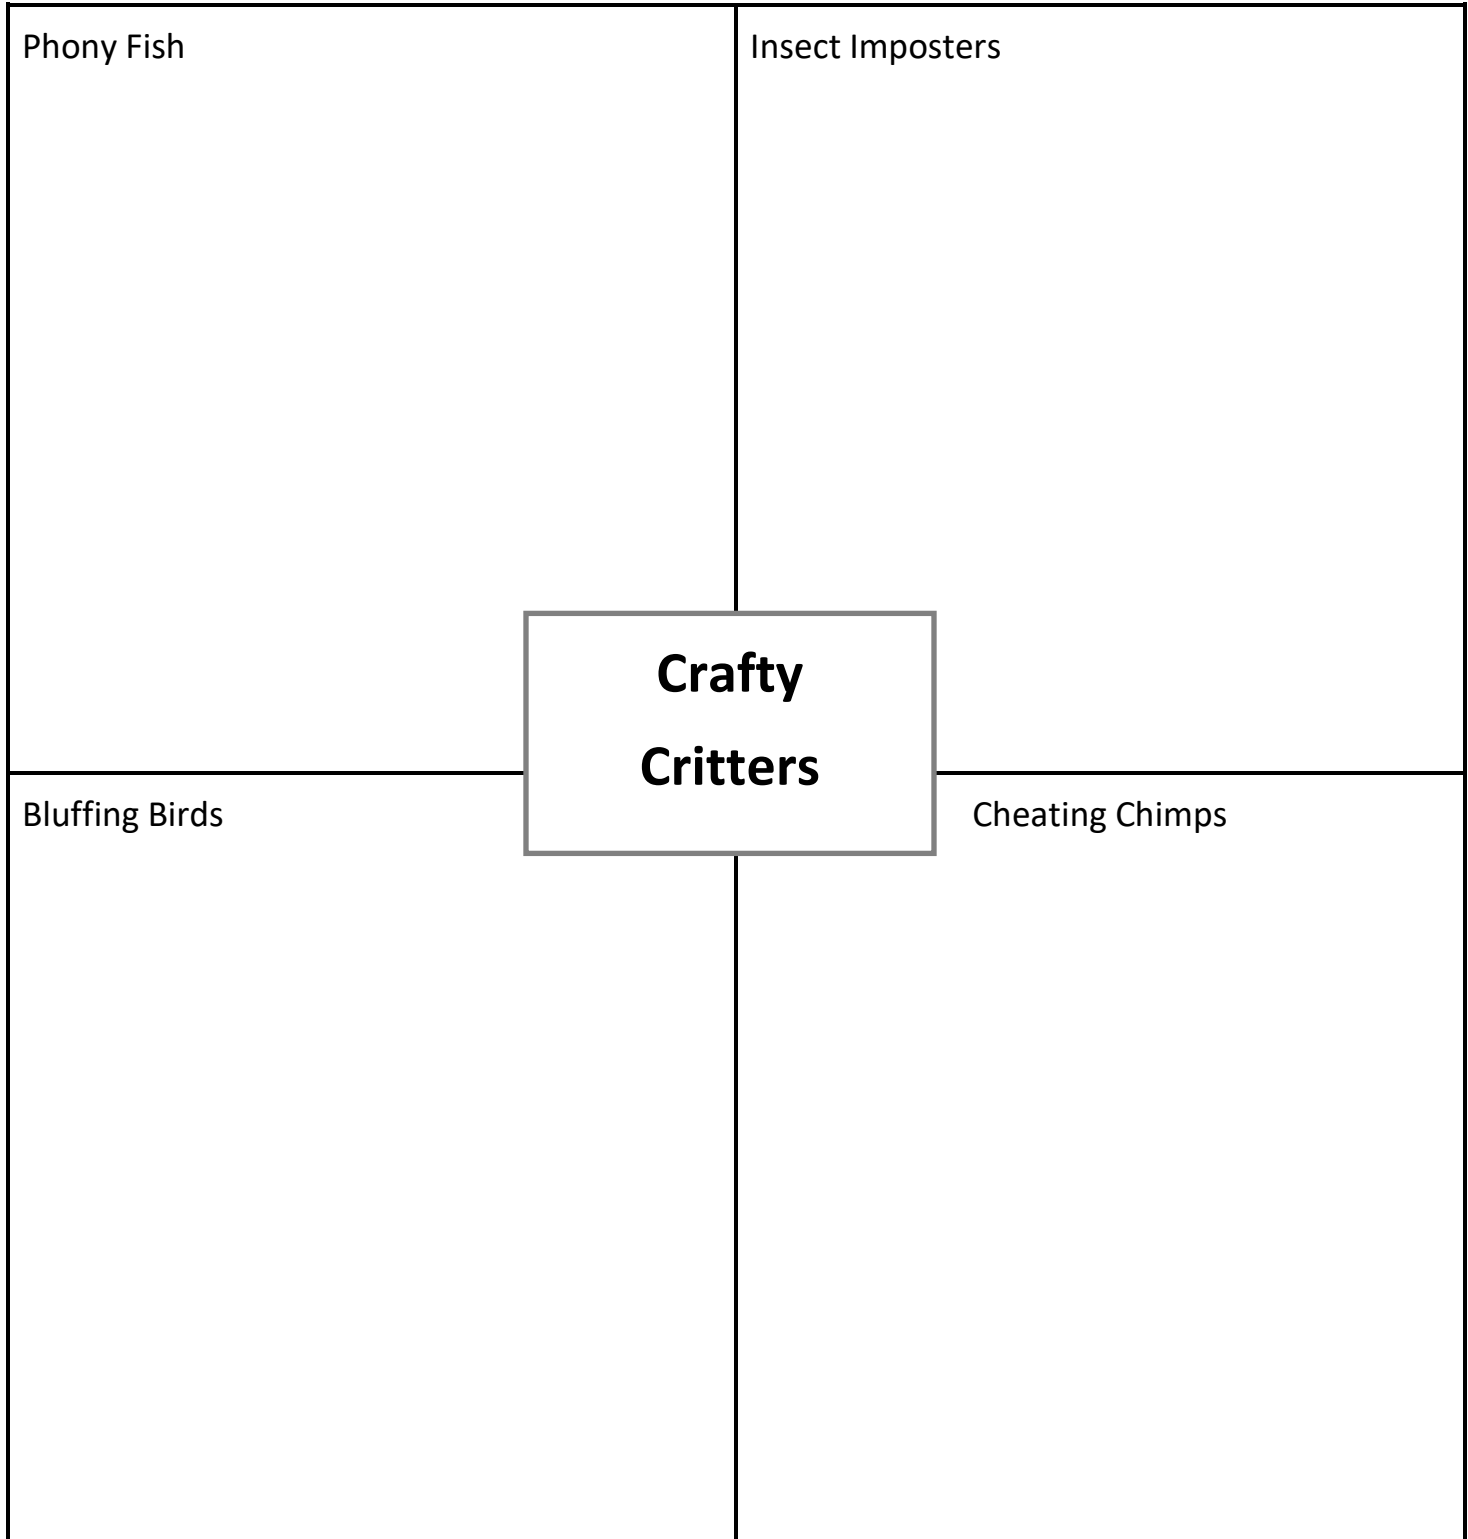 Phony Fish
Insect Imposters
Crafty
Critters
Bluffing Birds
Cheating Chimps